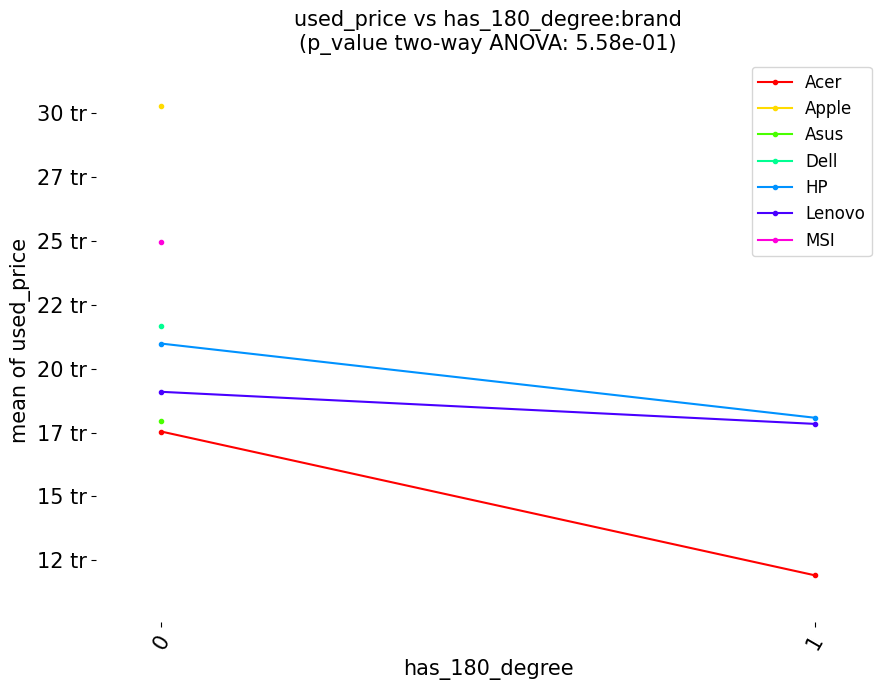 used_price vs has_180_degree:brand
(p_value two-way ANOVA: 5.58e-01)
Acer
Apple
Asus
Dell
HP
Lenovo
MSI
30 tr
27 tr
25 tr
22 tr
20 tr
17 tr
15 tr
12 tr
mean of used_price
0
1
has_180_degree